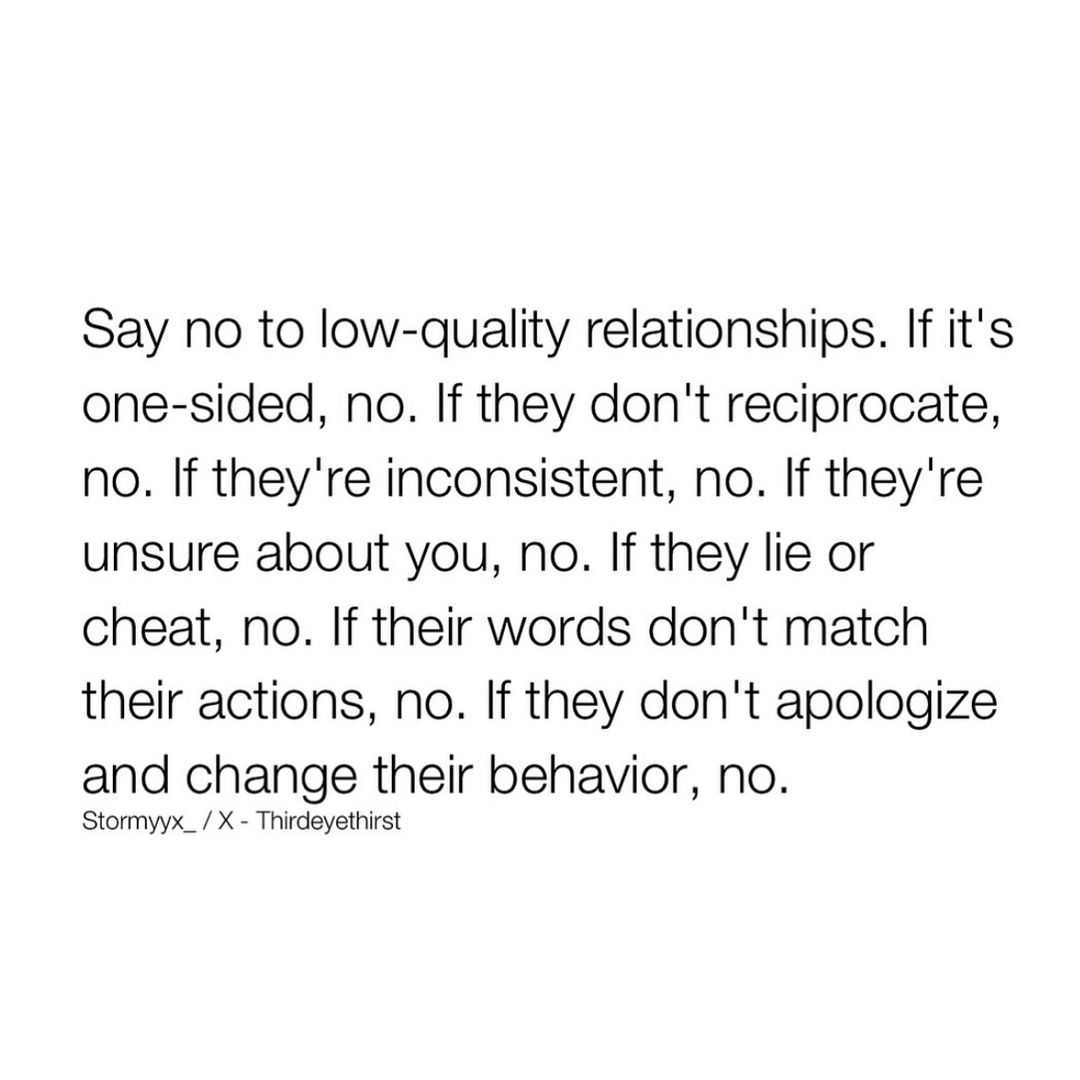 Say no to low-quality relationships. If it's
one-sided, no. If they don't reciprocate,
no. If they're inconsistent, no. If they're
unsure about you, no. If they lie or
cheat, no. If their words don't match
their actions, no. If they don't apologize
and change their behavior, no.
Stormyyx_ / X - Thirdeyethirst